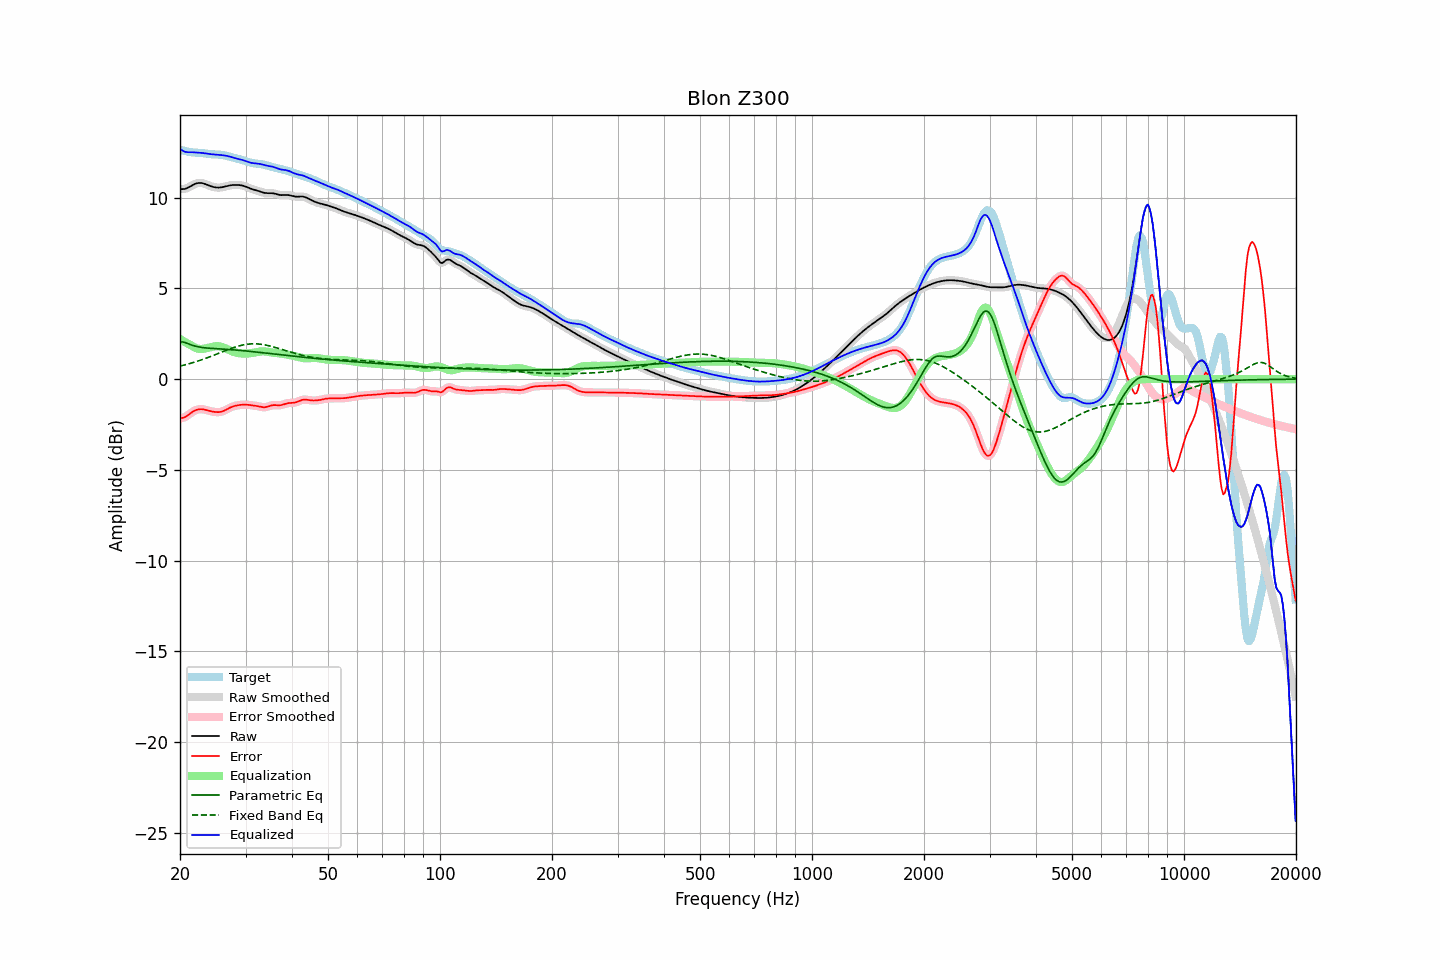 Blon Z300
10
5
0
−5
−10
−15
−20
−25
Amplitude (dBr)
Target
Raw Smoothed
Error Smoothed
Raw
Error
Equalization
Parametric Eq
Fixed Band Eq
Equalized
20 50 100 200 500 1000 2000 5000 10000 20000
Frequency (Hz)